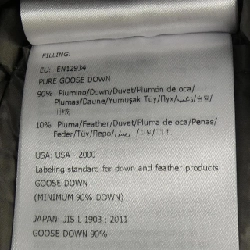 FILLING:
EU: EN12934
PURE GOOSE DOWN
90% Piumino/Down/Duvet/Plumón de oca/
Plumas/Daune/Yumuşak Tüy/Пух/
10% Piuma/Feather/Duvet/Pluma de oca/Penas/
Feder/Tüy/Перо/ریش/
USA: USA - 2000
Labeling standard for down and feather products
GOOSE DOWN
(MINIMUM 90% DOWN)
JAPAN: JIS L 1903 : 2011
GOOSE DOWN 90%